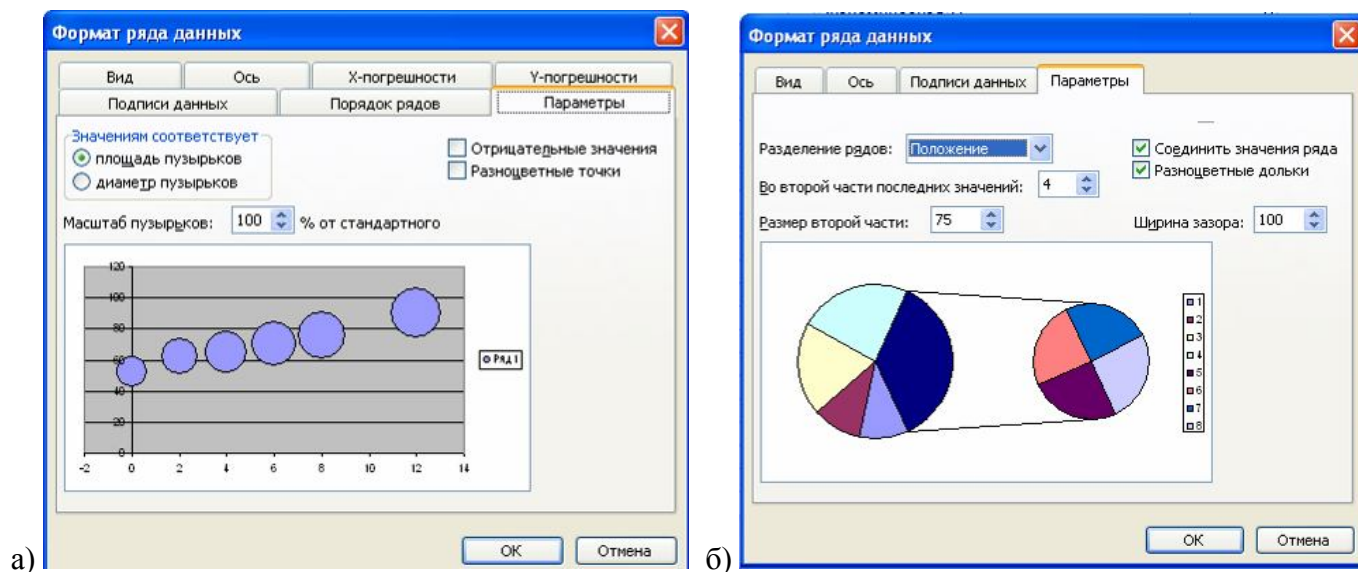 Формат ряда данных
Вид Ось X-погрешности Y-погрешности
Подписи данных Порядок рядов Параметры
Значениям соответствует
площадь пузырьков
диаметр пузырьков
Отрицательные значения
Разноцветные точки
Масштаб пузырьков: 100 % от стандартного
120
100
80
60
40
20
0
-2 0 2 4 6 8 10 12 14
Ряд1
ОК Отмена
а)
Формат ряда данных
Вид Ось Подписи данных Параметры
Разделение рядов: Положение
Соединить значения ряда
Разноцветные дольки
Во второй части последних значений: 4
Размер второй части: 75
Ширина зазора: 100
1
2
3
4
5
6
7
8
ОК Отмена
б)